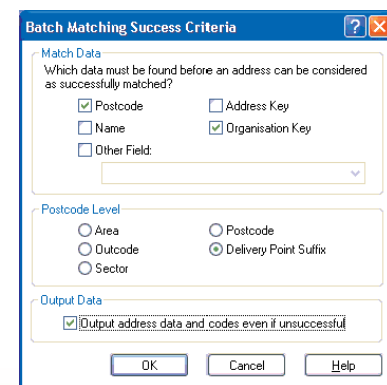 Batch Matching Success Criteria
Match Data
Which data must be found before an address can be considered
as successfully matched?
Postcode
Address Key
Name
Organisation Key
Other Field:
Postcode Level
Area
Postcode
Outcode
Delivery Point Suffix
Sector
Output Data
Output address data and codes even if unsuccessful
OK
Cancel
Help